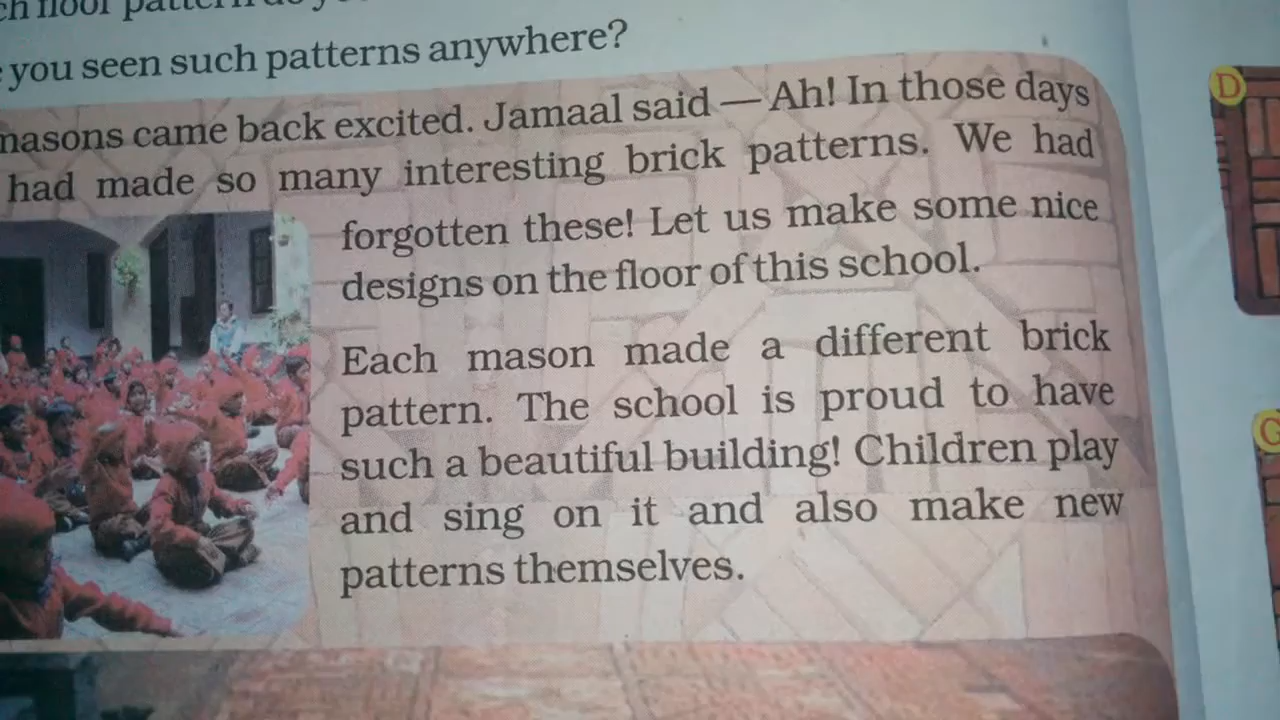 you seen such patterns anywhere?
masons came back excited. Jamaal said — Ah! In those days
had made so many interesting brick patterns. We had
forgotten these! Let us make some nice
designs on the floor of this school.
Each mason made a different brick
pattern. The school is proud to have
such a beautiful building! Children play
and sing on it and also make new
patterns themselves.
D
G